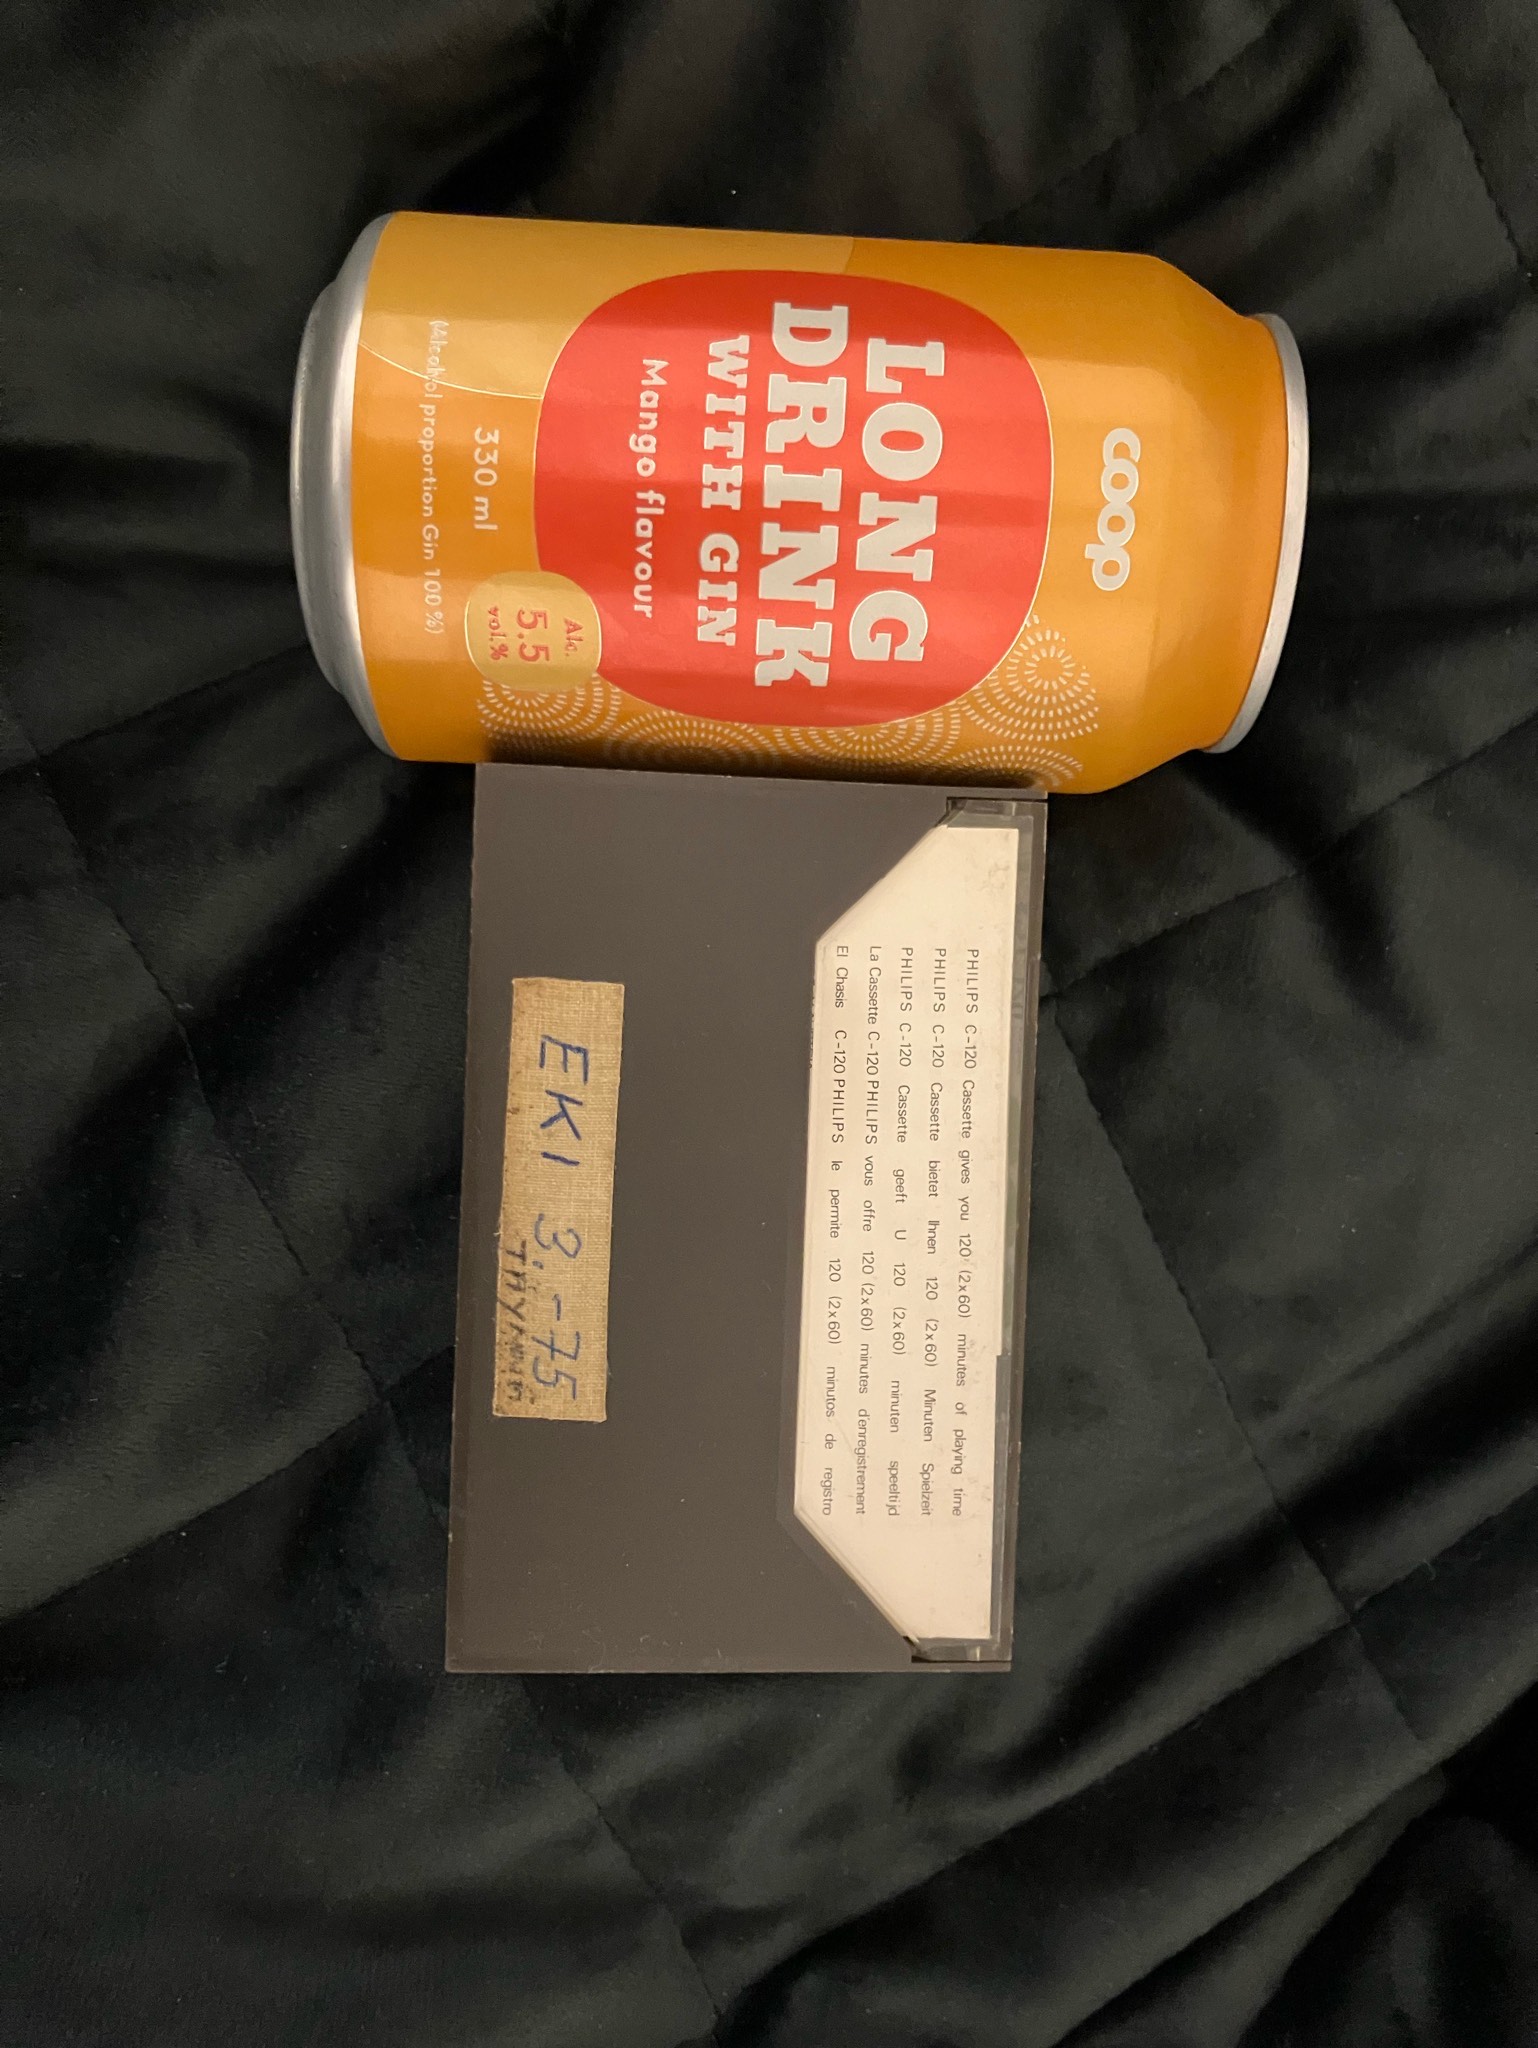 coop
LONG
DRINK
WITH GIN
Mango flavour
Alc.
5.5
vol.%
330 ml
(Alcohol proportion Gin 100 %)
PHILIPS C-120 Cassette gives you 120 (2x60) minutes of playing time
PHILIPS C-120 Cassette bietet Ihnen 120 (2x60) Minuten Spielzeit
PHILIPS C-120 Cassette geeft U 120 (2x60) minuten speeltijd
La Cassette C-120 PHILIPS vous offre 120 (2x60) minutes d'enregistrement
El Chasis C-120 PHILIPS le permite 120 (2x60) minutos de registro
EKI 3.-75